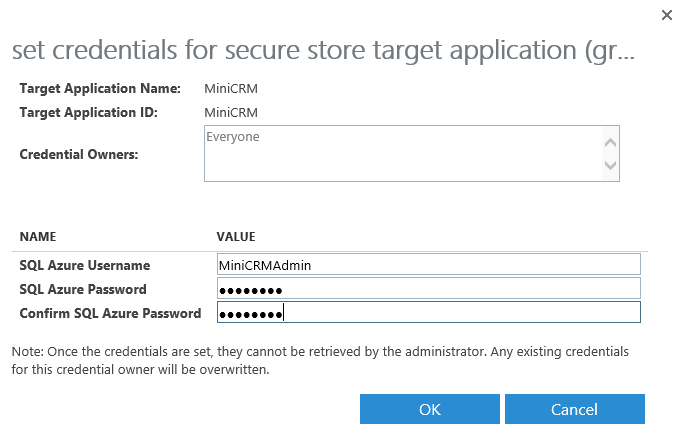 set credentials for secure store target application (gr...
Target Application Name: MiniCRM
Target Application ID: MiniCRM
Credential Owners: Everyone
NAME VALUE
SQL Azure Username MiniCRMAdmin
SQL Azure Password ●●●●●●●●
Confirm SQL Azure Password ●●●●●●●●
Note: Once the credentials are set, they cannot be retrieved by the administrator. Any existing credentials
for this credential owner will be overwritten.
OK Cancel